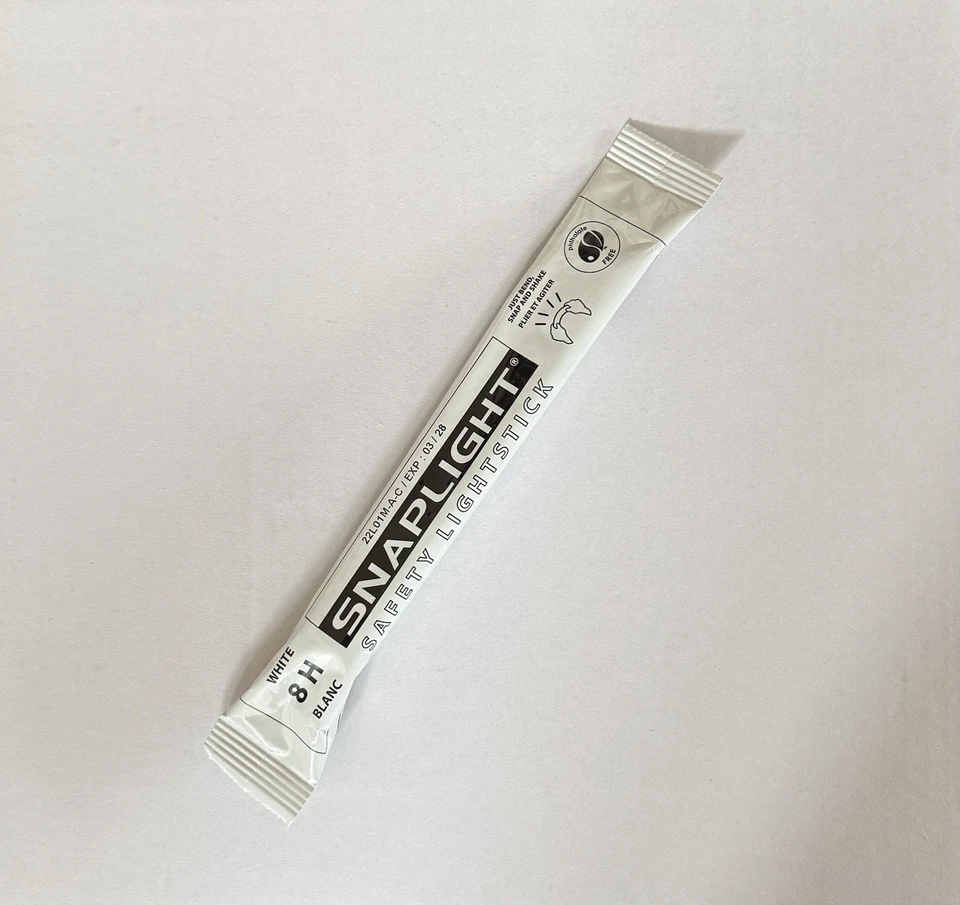 phthalate
FREE
JUST BEND,
SNAP AND SHAKE
PLIER ET AGITER
22L01M-A-C / EXP : 03 / 28
SNAPLIGHT®
SAFETY LIGHTSTICK
WHITE
8 H
BLANC